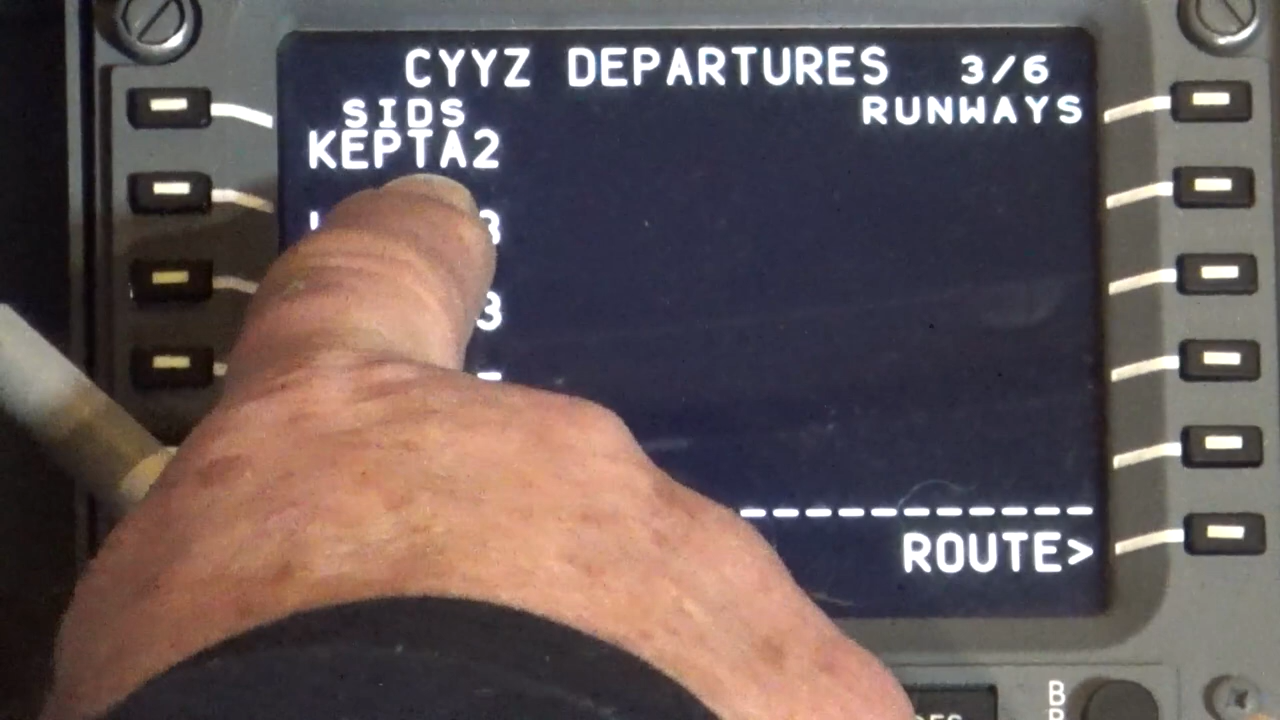 CYYZ DEPARTURES 3/6
SIDS RUNWAYS
KEPTA2
ROUTE>
B